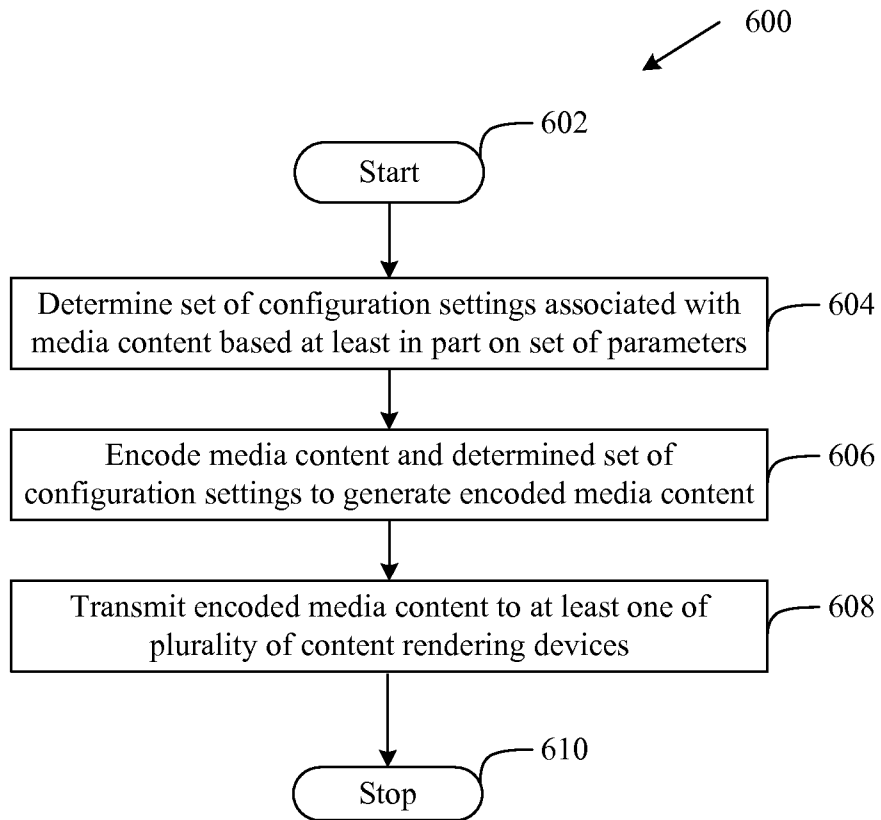 600
602
Start
Determine set of configuration settings associated with
media content based at least in part on set of parameters
604
Encode media content and determined set of
configuration settings to generate encoded media content
606
Transmit encoded media content to at least one of
plurality of content rendering devices
608
610
Stop